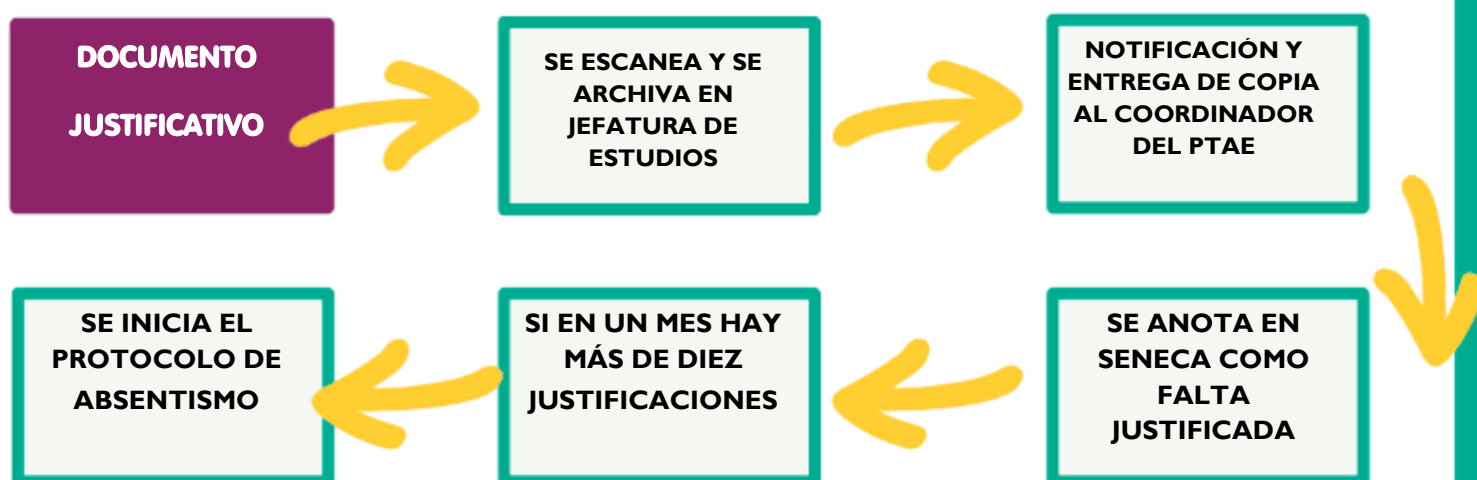 DOCUMENTO
JUSTIFICATIVO
SE ESCANEA Y SE
ARCHIVA EN
JEFATURA DE
ESTUDIOS
NOTIFICACIÓN Y
ENTREGA DE COPIA
AL COORDINADOR
DEL PTAE
SE ANOTA EN
SENECA COMO
FALTA
JUSTIFICADA
SI EN UN MES HAY
MÁS DE DIEZ
JUSTIFICACIONES
SE INICIA EL
PROTOCOLO DE
ABSENTISMO